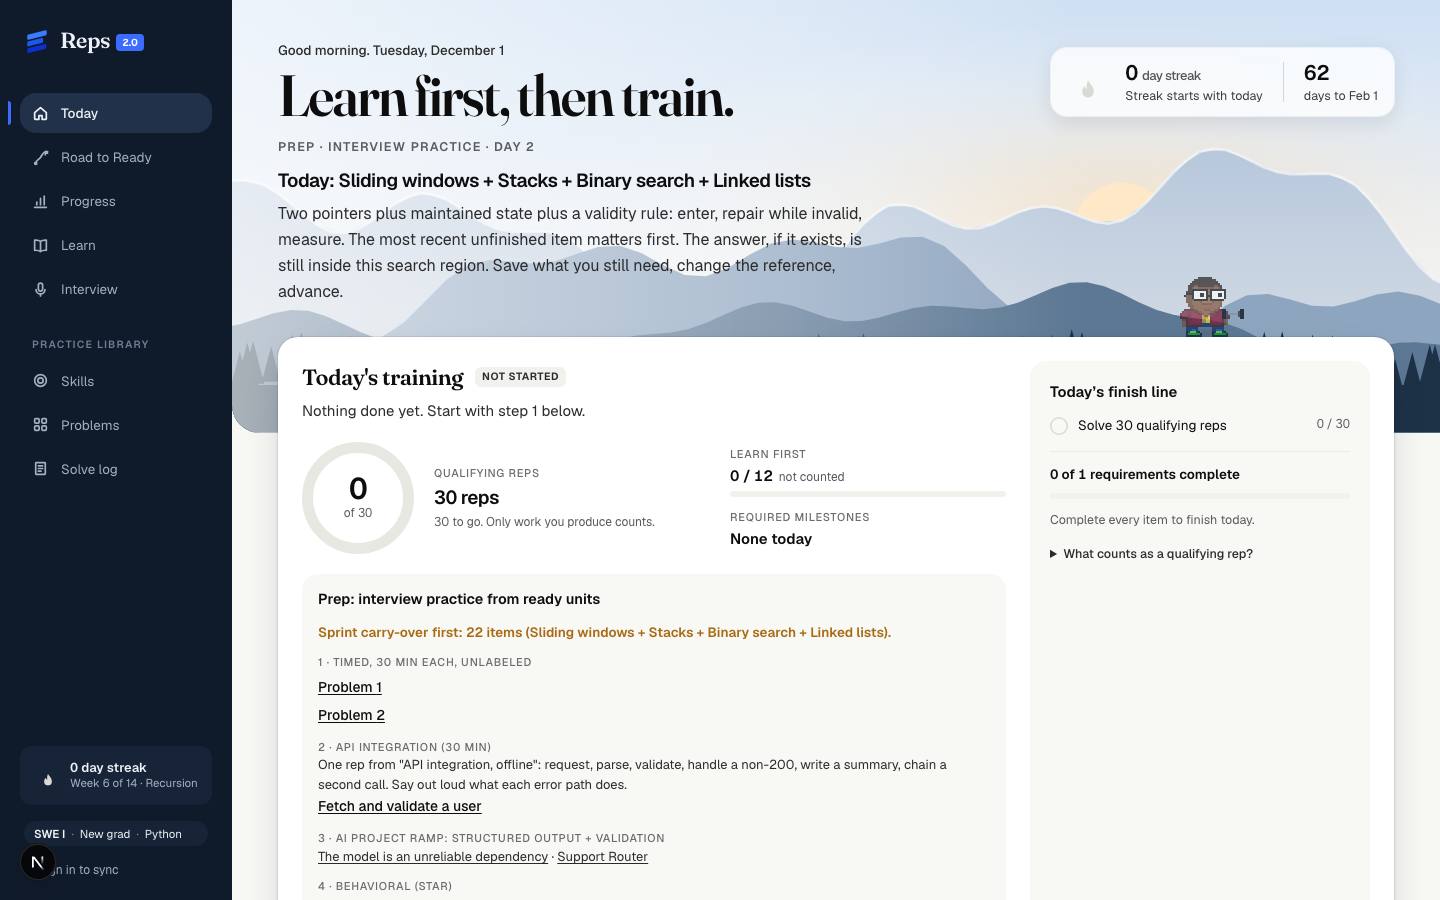 Reps 2.0
Today
Road to Ready
Progress
Learn
Interview
PRACTICE LIBRARY
Skills
Problems
Solve log
0 day streak
Week 6 of 14 · Recursion
SWE I · New grad · Python
N
gn in to sync
Good morning. Tuesday, December 1
Learn first, then train.
PREP · INTERVIEW PRACTICE · DAY 2
Today: Sliding windows + Stacks + Binary search + Linked lists
Two pointers plus maintained state plus a validity rule: enter, repair while invalid,
measure. The most recent unfinished item matters first. The answer, if it exists, is
still inside this search region. Save what you still need, change the reference,
advance.
0 day streak
Streak starts with today
62
days to Feb 1
Today's training NOT STARTED
Nothing done yet. Start with step 1 below.
0
of 30
QUALIFYING REPS
30 reps
30 to go. Only work you produce counts.
LEARN FIRST
0 / 12 not counted
REQUIRED MILESTONES
None today
Prep: interview practice from ready units
Sprint carry-over first: 22 items (Sliding windows + Stacks + Binary search + Linked lists).
1 · TIMED, 30 MIN EACH, UNLABELED
Problem 1
Problem 2
2 · API INTEGRATION (30 MIN)
One rep from "API integration, offline": request, parse, validate, handle a non-200, write a summary, chain a
second call. Say out loud what each error path does.
Fetch and validate a user
3 · AI PROJECT RAMP: STRUCTURED OUTPUT + VALIDATION
The model is an unreliable dependency · Support Router
4 · BEHAVIORAL (STAR)
Today's finish line
Solve 30 qualifying reps 0 / 30
0 of 1 requirements complete
Complete every item to finish today.
▶ What counts as a qualifying rep?